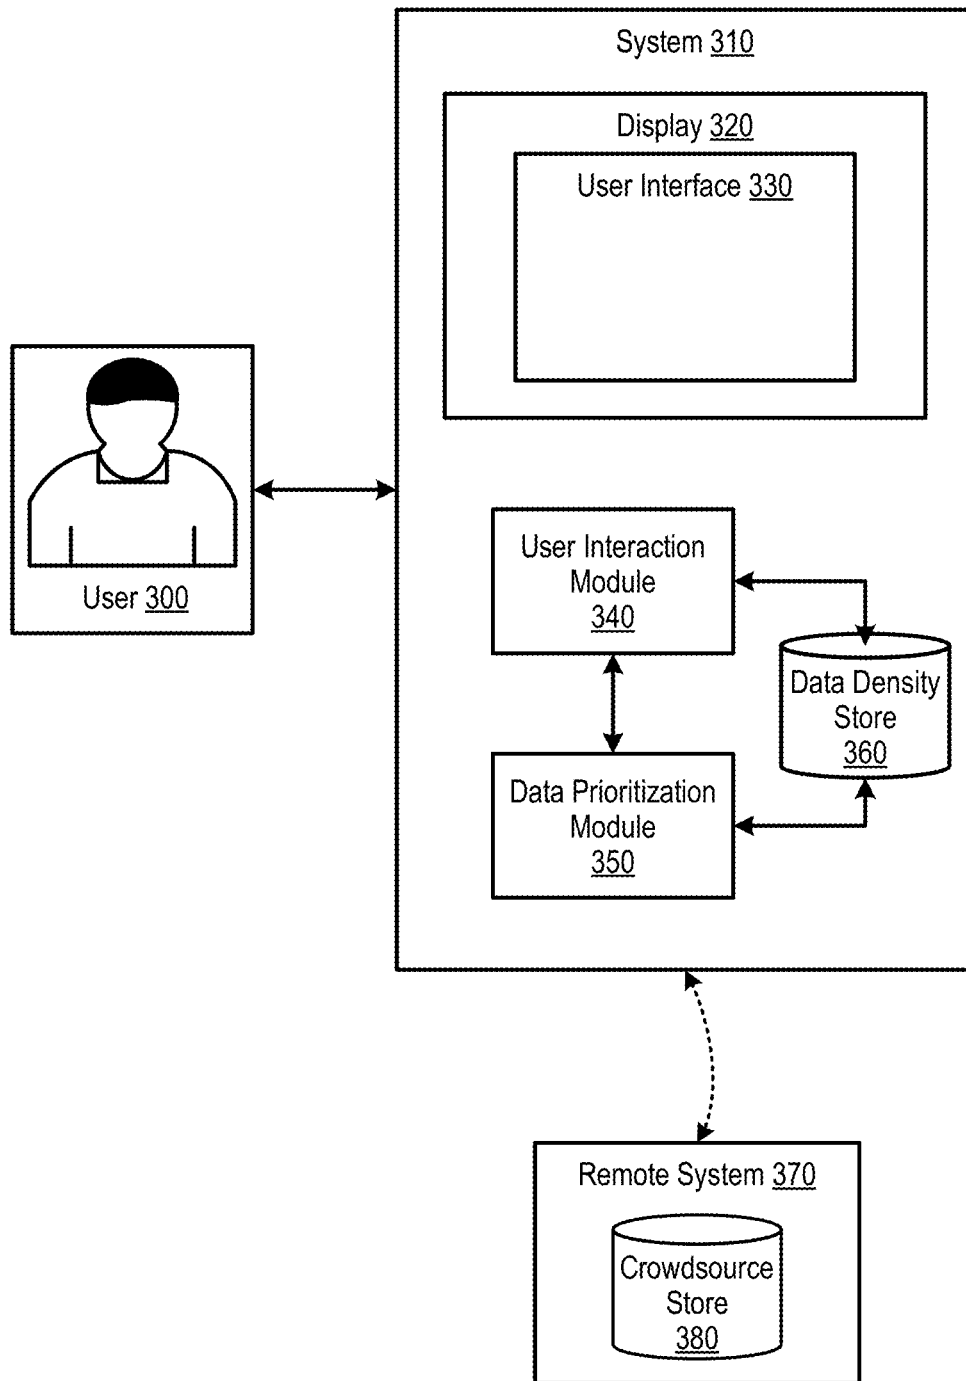 System 310
Display 320
User Interface 330
User 300
User Interaction
Module
340
Data Density
Store
360
Data Prioritization
Module
350
Remote System 370
Crowdsource
Store
380